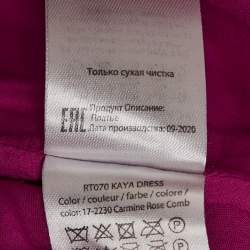 Только сухая чистка
Продукт Описание:
Платье
EAC
Дата производства: 09-2020
RT070 KAYA DRESS
Color / couleur / farbe / colore /
color: 17-2230 Carmine Rose Comb